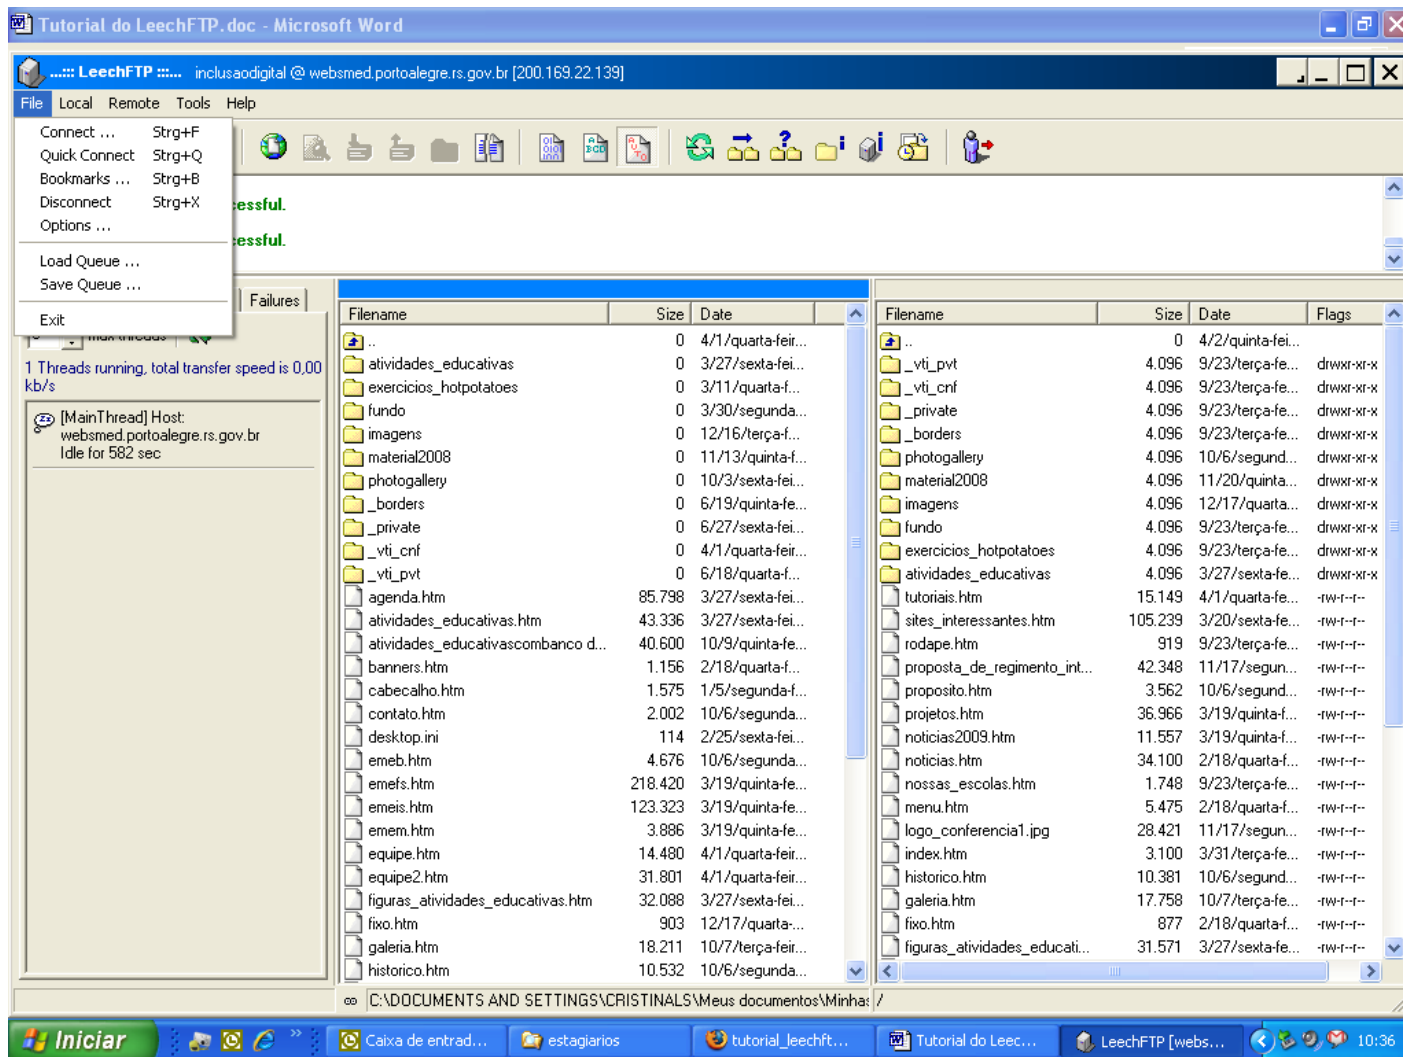 Tutorial do LeechFTP.doc - Microsoft Word
...::: LeechFTP :::... inclusaodigital @ websmed.portoalegre.rs.gov.br [200.169.22.139]
File Local Remote Tools Help
Connect ... Strg+F
Quick Connect Strg+Q
Bookmarks ... Strg+B
Disconnect Strg+X
Options ...
Load Queue ...
Save Queue ...
Exit
essful.
essful.
Failures
max threads
1 Threads running, total transfer speed is 0,00
kb/s
[MainThread] Host:
websmed.portoalegre.rs.gov.br
Idle for 582 sec
Filename Size Date
.. 0 4/1/quarta-feir...
atividades_educativas 0 3/27/sexta-fei...
exercicios_hotpotatoes 0 3/11/quarta-f...
fundo 0 3/30/segunda...
imagens 0 12/16/terça-f...
material2008 0 11/13/quinta-f...
photogallery 0 10/3/sexta-fei...
_borders 0 6/19/quinta-fe...
_private 0 6/27/sexta-fei...
_vti_cnf 0 4/1/quarta-feir...
_vti_pvt 0 6/18/quarta-f...
agenda.htm 85.798 3/27/sexta-fei...
atividades_educativas.htm 43.336 3/27/sexta-fei...
atividades_educativascombanco d... 40.600 10/9/quinta-fe...
banners.htm 1.156 2/18/quarta-f...
cabecalho.htm 1.575 1/5/segunda-f...
contato.htm 2.002 10/6/segunda...
desktop.ini 114 2/25/sexta-fei...
emeb.htm 4.676 10/6/segunda...
emefs.htm 218.420 3/19/quinta-fe...
emeis.htm 123.323 3/19/quinta-fe...
emem.htm 3.886 3/19/quinta-fe...
equipe.htm 14.480 4/1/quarta-feir...
equipe2.htm 31.801 4/1/quarta-feir...
figuras_atividades_educativas.htm 32.088 3/27/sexta-fei...
fixo.htm 903 12/17/quarta-...
galeria.htm 18.211 10/7/terça-feir...
historico.htm 10.532 10/6/segunda...
Filename Size Date Flags
.. 0 4/2/quinta-fei...
_vti_pvt 4.096 9/23/terça-fe... drwxr-xr-x
_vti_cnf 4.096 9/23/terça-fe... drwxr-xr-x
_private 4.096 9/23/terça-fe... drwxr-xr-x
_borders 4.096 9/23/terça-fe... drwxr-xr-x
photogallery 4.096 10/6/segund... drwxr-xr-x
material2008 4.096 11/20/quinta... drwxr-xr-x
imagens 4.096 12/17/quarta... drwxr-xr-x
fundo 4.096 9/23/terça-fe... drwxr-xr-x
exercicios_hotpotatoes 4.096 9/23/terça-fe... drwxr-xr-x
atividades_educativas 4.096 3/27/sexta-fe... drwxr-xr-x
tutoriais.htm 15.149 4/1/quarta-fe... -rw-r--r--
sites_interessantes.htm 105.239 3/20/sexta-fe... -rw-r--r--
rodape.htm 919 9/23/terça-fe... -rw-r--r--
proposta_de_regimento_int... 42.348 11/17/segun... -rw-r--r--
proposito.htm 3.562 10/6/segund... -rw-r--r--
projetos.htm 36.966 3/19/quinta-f... -rw-r--r--
noticias2009.htm 11.557 3/19/quinta-f... -rw-r--r--
noticias.htm 34.100 2/18/quarta-f... -rw-r--r--
nossas_escolas.htm 1.748 9/23/terça-fe... -rw-r--r--
menu.htm 5.475 2/18/quarta-f... -rw-r--r--
logo_conferencia1.jpg 28.421 11/17/segun... -rw-r--r--
index.htm 3.100 3/31/terça-fe... -rw-r--r--
historico.htm 10.381 10/6/segund... -rw-r--r--
galeria.htm 17.758 10/7/terça-fe... -rw-r--r--
fixo.htm 877 2/18/quarta-f... -rw-r--r--
figuras_atividades_educati... 31.571 3/27/sexta-fe... -rw-r--r--
C:\DOCUMENTS AND SETTINGS\CRISTINALS\Meus documentos\Minhas /
Iniciar Caixa de entrad... estagiarios tutorial_leechft... Tutorial do Leec... LeechFTP [webs... 10:36